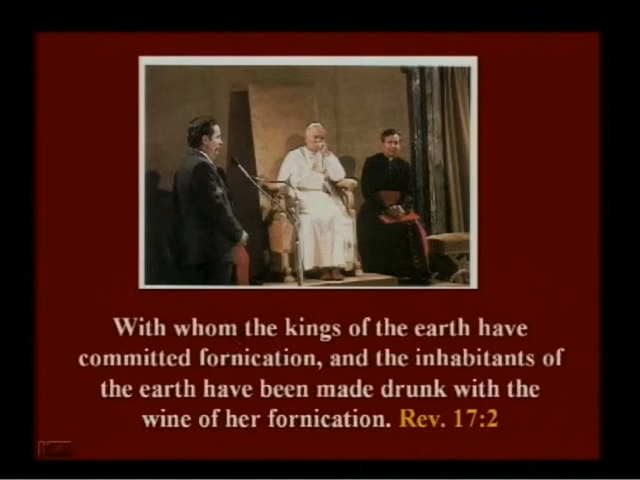 With whom the kings of the earth have
committed fornication, and the inhabitants of
the earth have been made drunk with the
wine of her fornication. Rev. 17:2